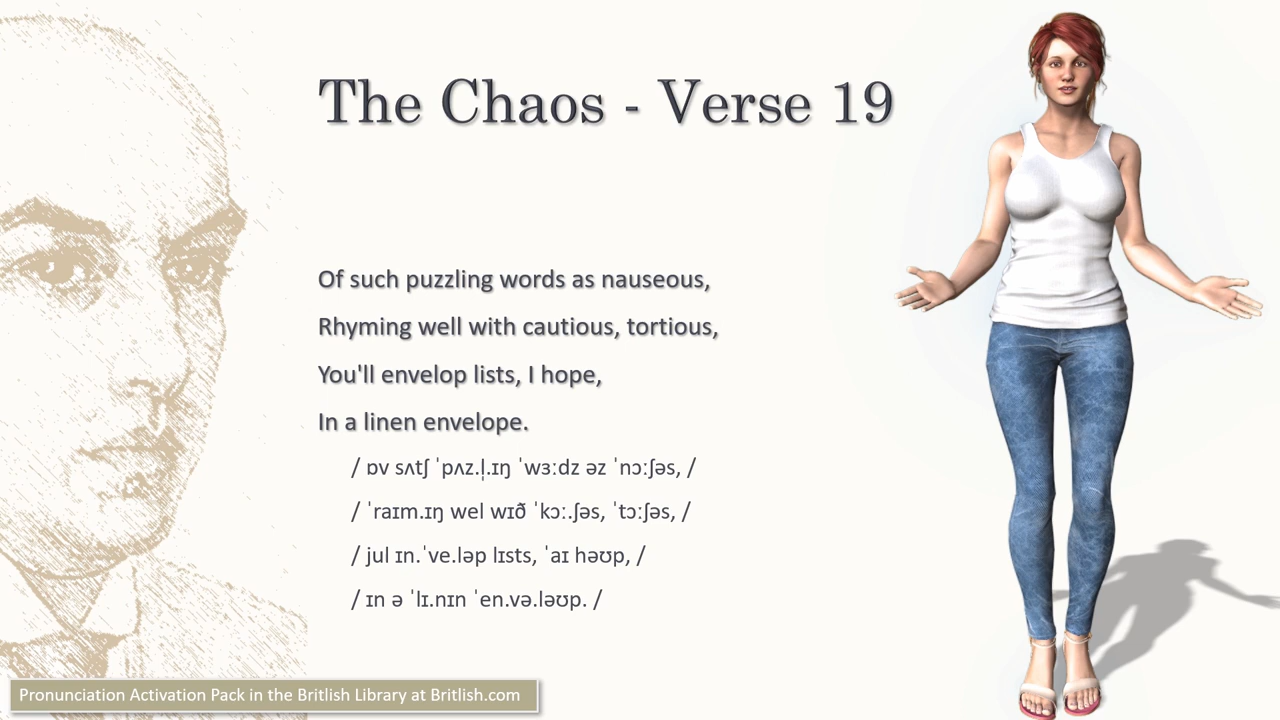 The Chaos - Verse 19
Of such puzzling words as nauseous,
Rhyming well with cautious, tortious,
You'll envelop lists, I hope,
In a linen envelope.
/ ɒv sʌtʃ ˈpʌz.l̩.ɪŋ ˈwɜːdz əz ˈnɔːʃəs, /
/ ˈraɪm.ɪŋ wel wɪð ˈkɔː.ʃəs, ˈtɔːʃəs, /
/ jul ɪn.ˈve.ləp lɪsts, ˈaɪ həʊp, /
/ ɪn ə ˈlɪ.nɪn ˈen.və.ləʊp. /
Pronunciation Activation Pack in the Britlish Library at Britlish.com